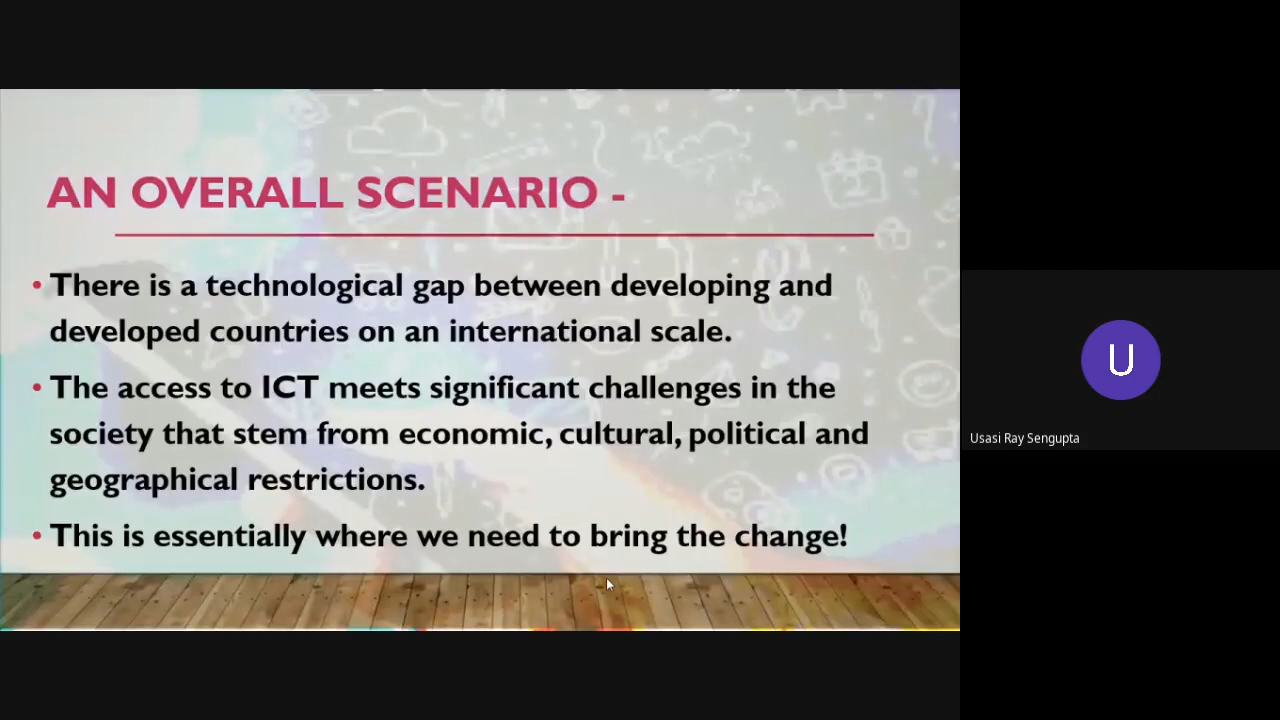 AN OVERALL SCENARIO -
• There is a technological gap between developing and
developed countries on an international scale.
• The access to ICT meets significant challenges in the
society that stem from economic, cultural, political and
geographical restrictions.
• This is essentially where we need to bring the change!
U
Usasi Ray Sengupta